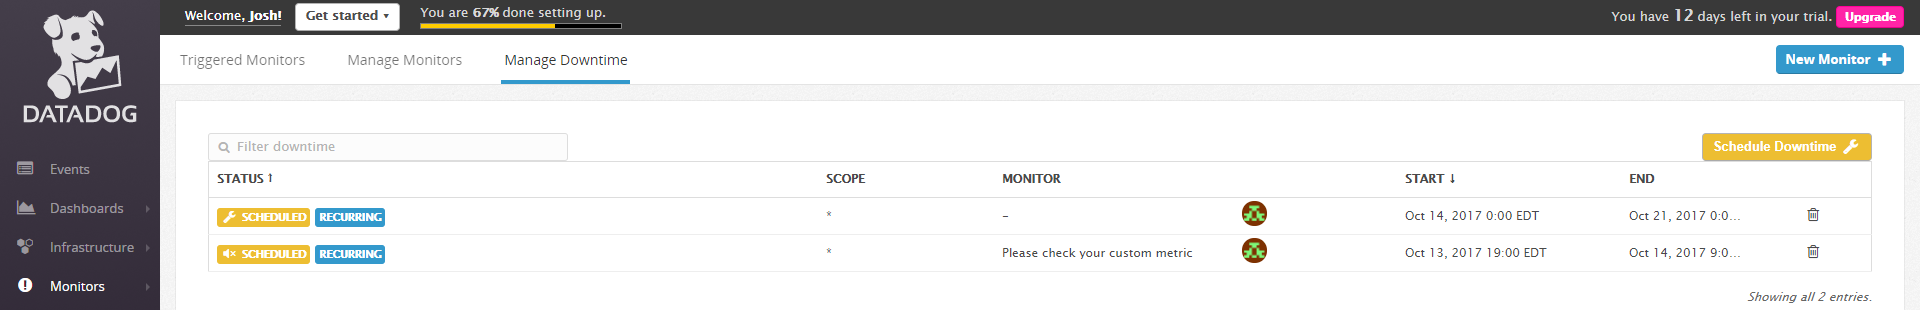 Welcome, Josh! Get started ▾ You are 67% done setting up. You have 12 days left in your trial. Upgrade
DATADOG
Triggered Monitors Manage Monitors Manage Downtime New Monitor
Filter downtime Schedule Downtime
Events
Dashboards
Infrastructure
Monitors
STATUS ↑ SCOPE MONITOR START ↓ END
SCHEDULED RECURRING * – Oct 14, 2017 0:00 EDT Oct 21, 2017 0:0...
SCHEDULED RECURRING * Please check your custom metric Oct 13, 2017 19:00 EDT Oct 14, 2017 9:0...
Showing all 2 entries.